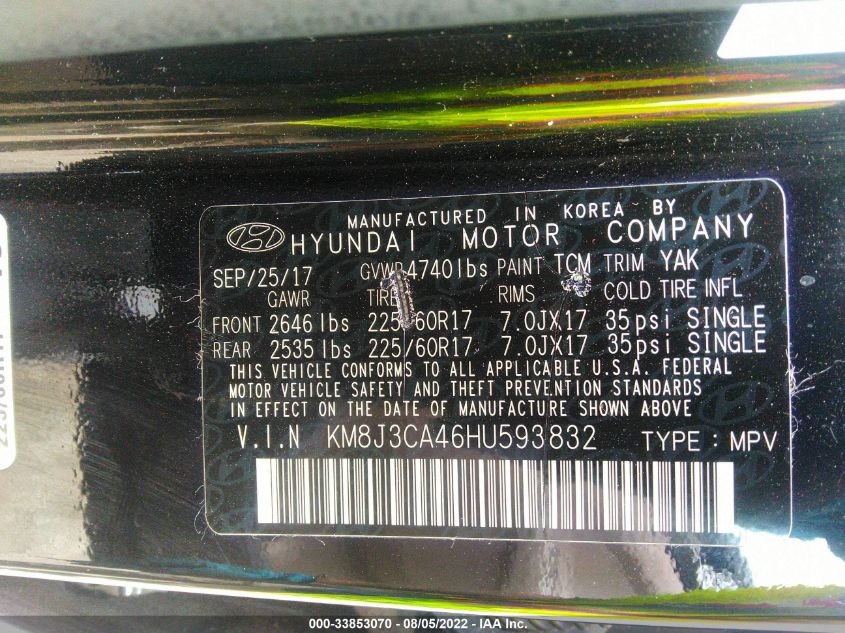 MANUFACTURED IN KOREA BY
HYUNDAI MOTOR COMPANY
SEP/25/17 GVWR 4740lbs PAINT TCM TRIM YAK
GAWR TIRE RIMS COLD TIRE INFL
FRONT 2646lbs 225/60R17 7.0JX17 35psi SINGLE
REAR 2535lbs 225/60R17 7.0JX17 35psi SINGLE
THIS VEHICLE CONFORMS TO ALL APPLICABLE U.S.A. FEDERAL
MOTOR VEHICLE SAFETY AND THEFT PREVENTION STANDARDS
IN EFFECT ON THE DATE OF MANUFACTURE SHOWN ABOVE
V.I.N KM8J3CA46HU593832 TYPE: MPV
000-33853070 - 08/05/2022 - IAA Inc.